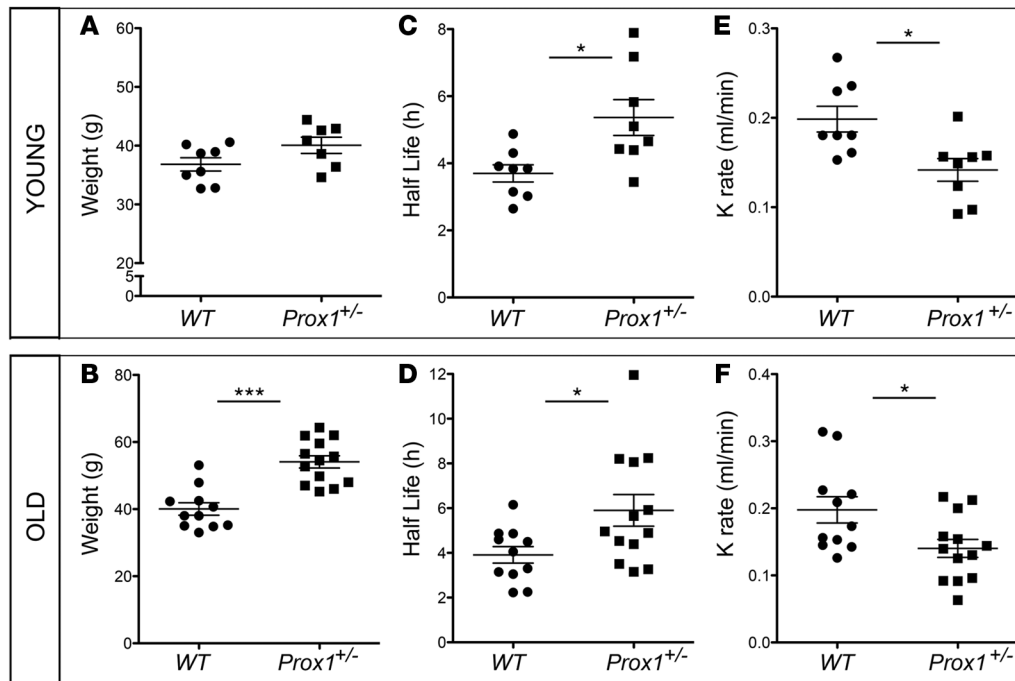 YOUNG
A
Weight (g)
60
50
40
30
20
5
0
WT
Prox1+/-
C
Half Life (h)
8
6
4
2
0
*
WT
Prox1+/-
E
K rate (ml/min)
0.3
0.2
0.1
0.0
*
WT
Prox1+/-
OLD
B
Weight (g)
80
60
40
20
0
***
WT
Prox1+/-
D
Half Life (h)
12
10
8
6
4
2
0
*
WT
Prox1+/-
F
K rate (ml/min)
0.4
0.3
0.2
0.1
0.0
*
WT
Prox1+/-